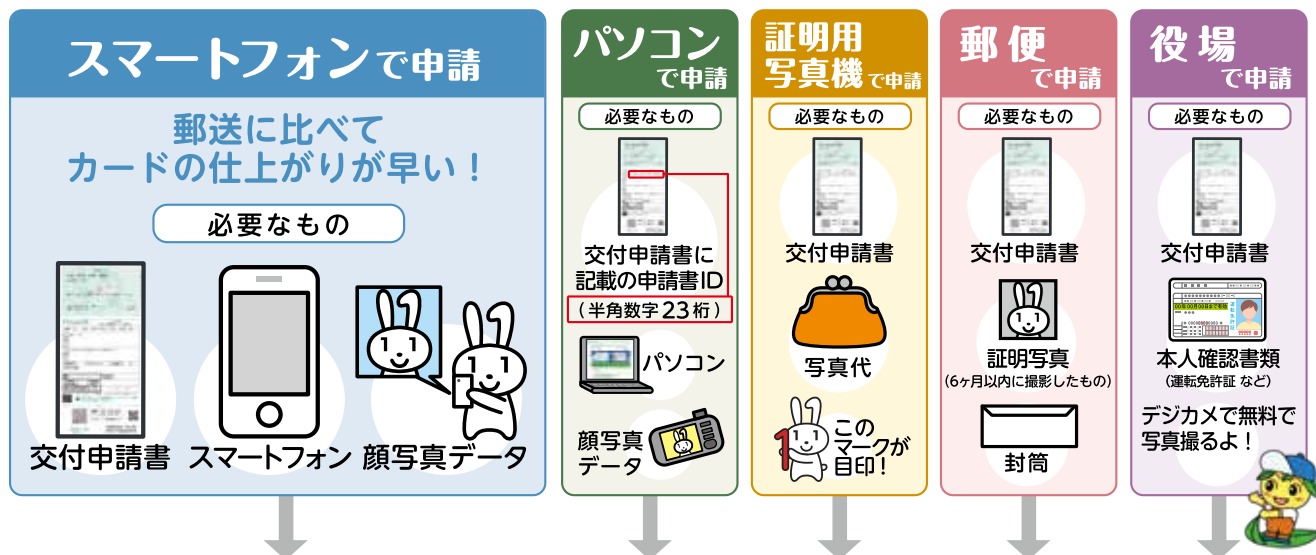 スマートフォンで申請
郵送に比べて
カードの仕上がりが早い！
必要なもの
交付申請書
スマートフォン
顔写真データ
パソコン
で申請
必要なもの
交付申請書に
記載の申請書ID
（半角数字23桁）
パソコン
顔写真
データ
証明用
写真機で申請
必要なもの
交付申請書
写真代
この
マークが
目印！
郵便
で申請
必要なもの
交付申請書
証明写真
（6ヶ月以内に撮影したもの）
封筒
役場
で申請
必要なもの
交付申請書
運転免許証
本人確認書類
（運転免許証 など）
デジカメで無料で
写真撮るよ！